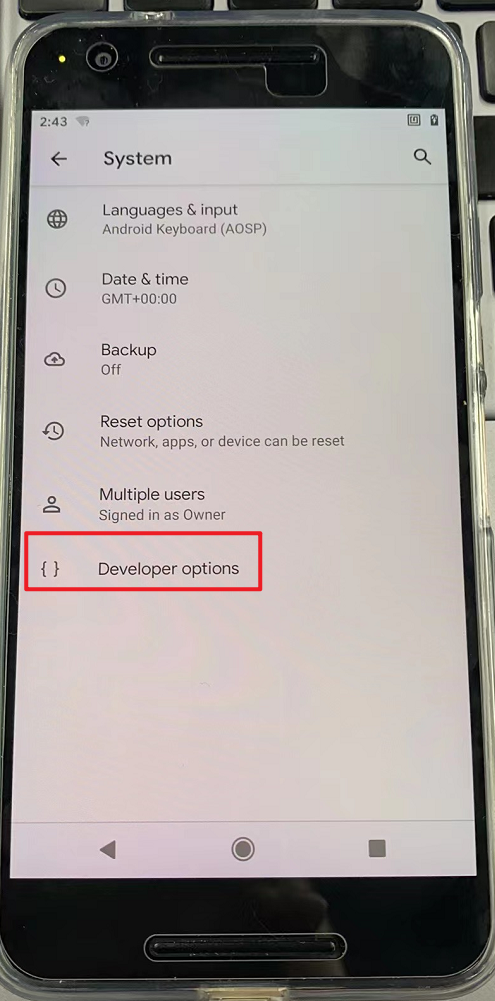 2:43
System
Languages & input
Android Keyboard (AOSP)
Date & time
GMT+00:00
Backup
Off
Reset options
Network, apps, or device can be reset
Multiple users
Signed in as Owner
{ } Developer options